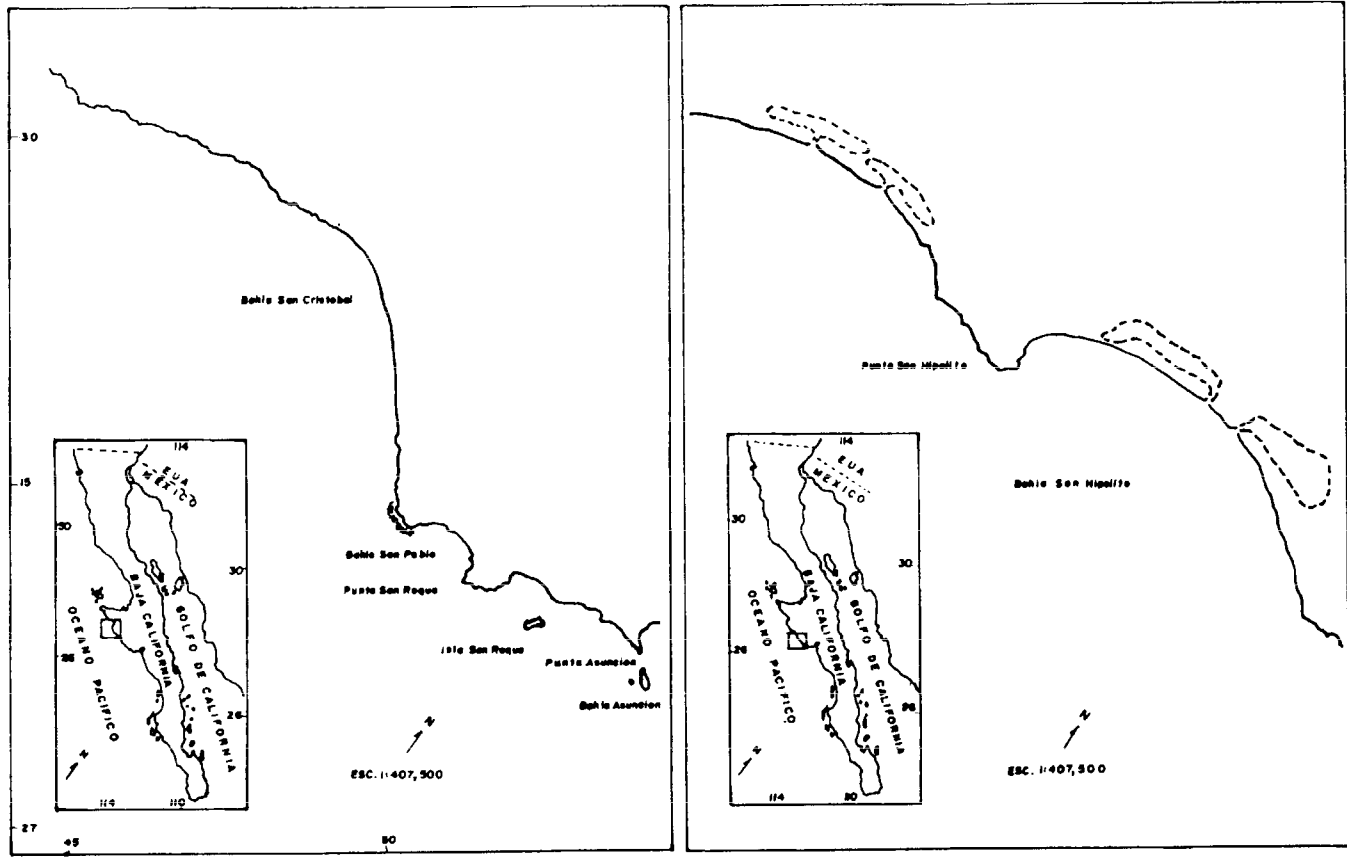 30
Bahia San Cristobal
15
Bahia San Pablo
Punta San Roque
Isla San Roque
Punta Asuncion
Bahia Asuncion
N
ESC. 1:407,500
27
45
50
114
EUA
MEXICO
30
30
BAJA CALIFORNIA
GOLFO DE CALIFORNIA
OCEANO PACIFICO
26
N
114
110
Punta San Hipolito
Bahia San Hipolito
N
ESC. 1:407,500
114
EUA
MEXICO
30
30
BAJA CALIFORNIA
GOLFO DE CALIFORNIA
OCEANO PACIFICO
26
26
N
114
110